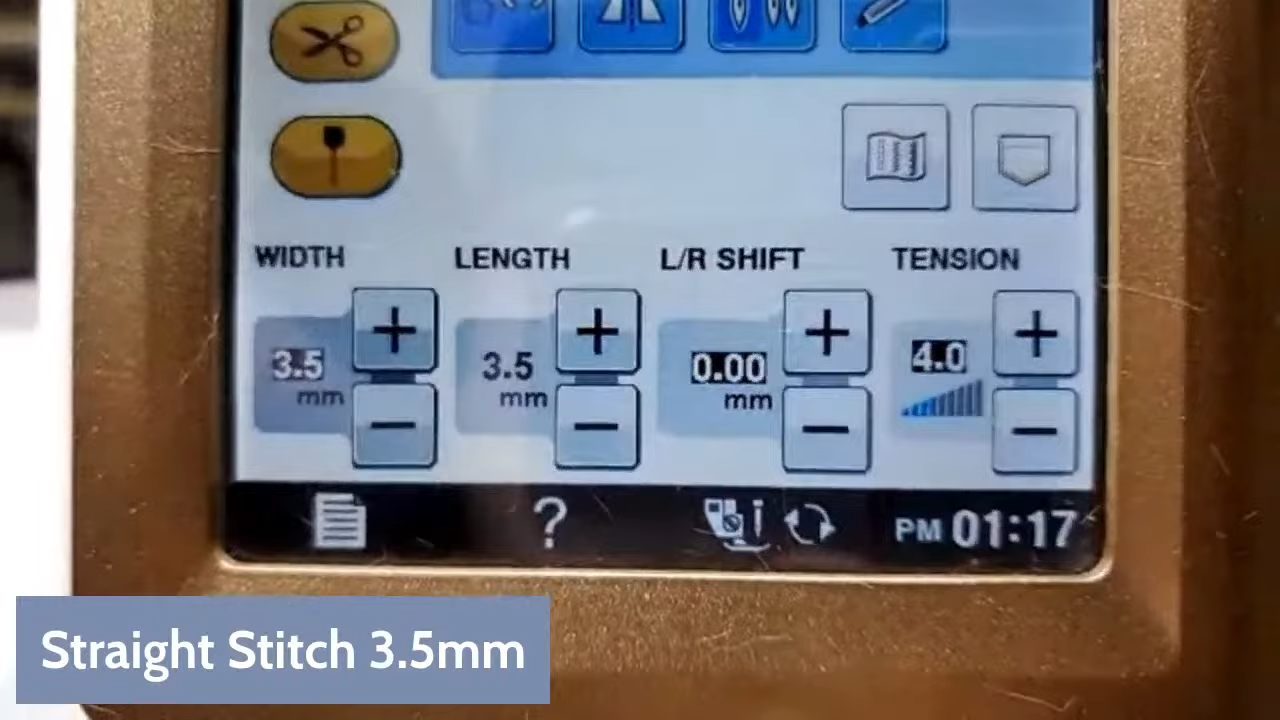 WIDTH LENGTH L/R SHIFT TENSION
3.5 mm 3.5 mm 0.00 mm 4.0
? PM 01:17
Straight Stitch 3.5mm